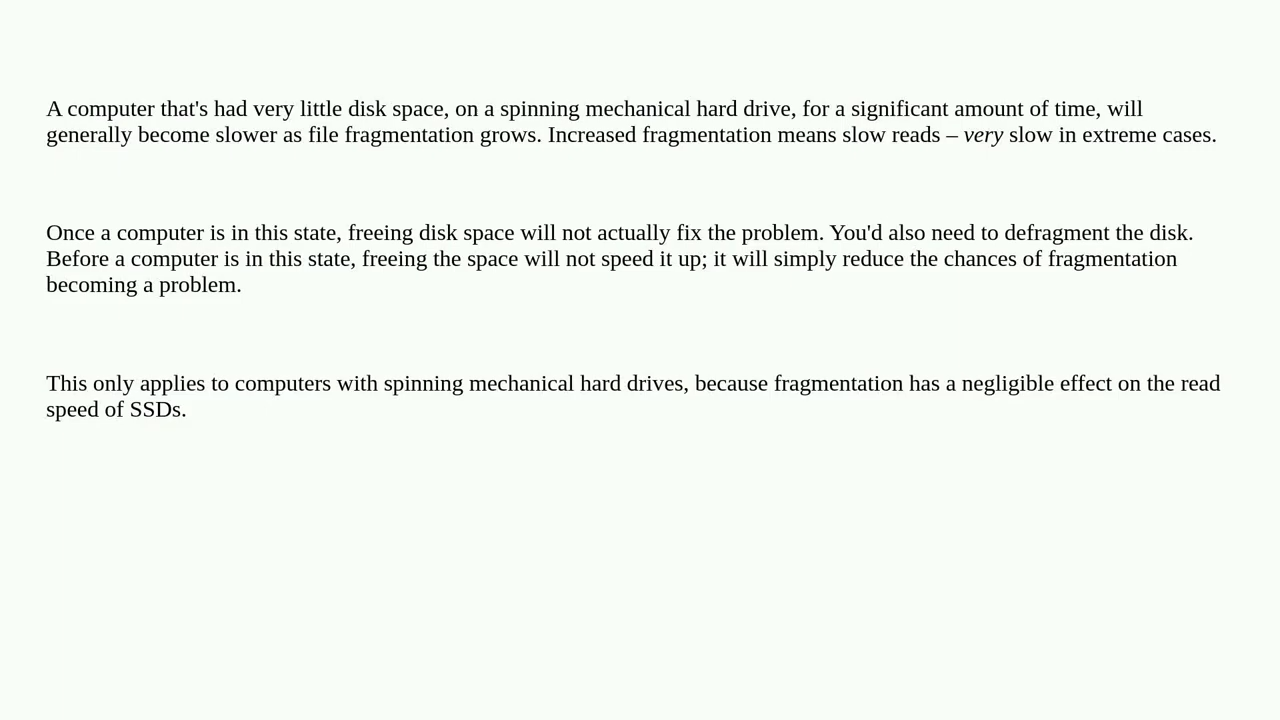 A computer that's had very little disk space, on a spinning mechanical hard drive, for a significant amount of time, will
generally become slower as file fragmentation grows. Increased fragmentation means slow reads – very slow in extreme cases.
Once a computer is in this state, freeing disk space will not actually fix the problem. You'd also need to defragment the disk.
Before a computer is in this state, freeing the space will not speed it up; it will simply reduce the chances of fragmentation
becoming a problem.
This only applies to computers with spinning mechanical hard drives, because fragmentation has a negligible effect on the read
speed of SSDs.